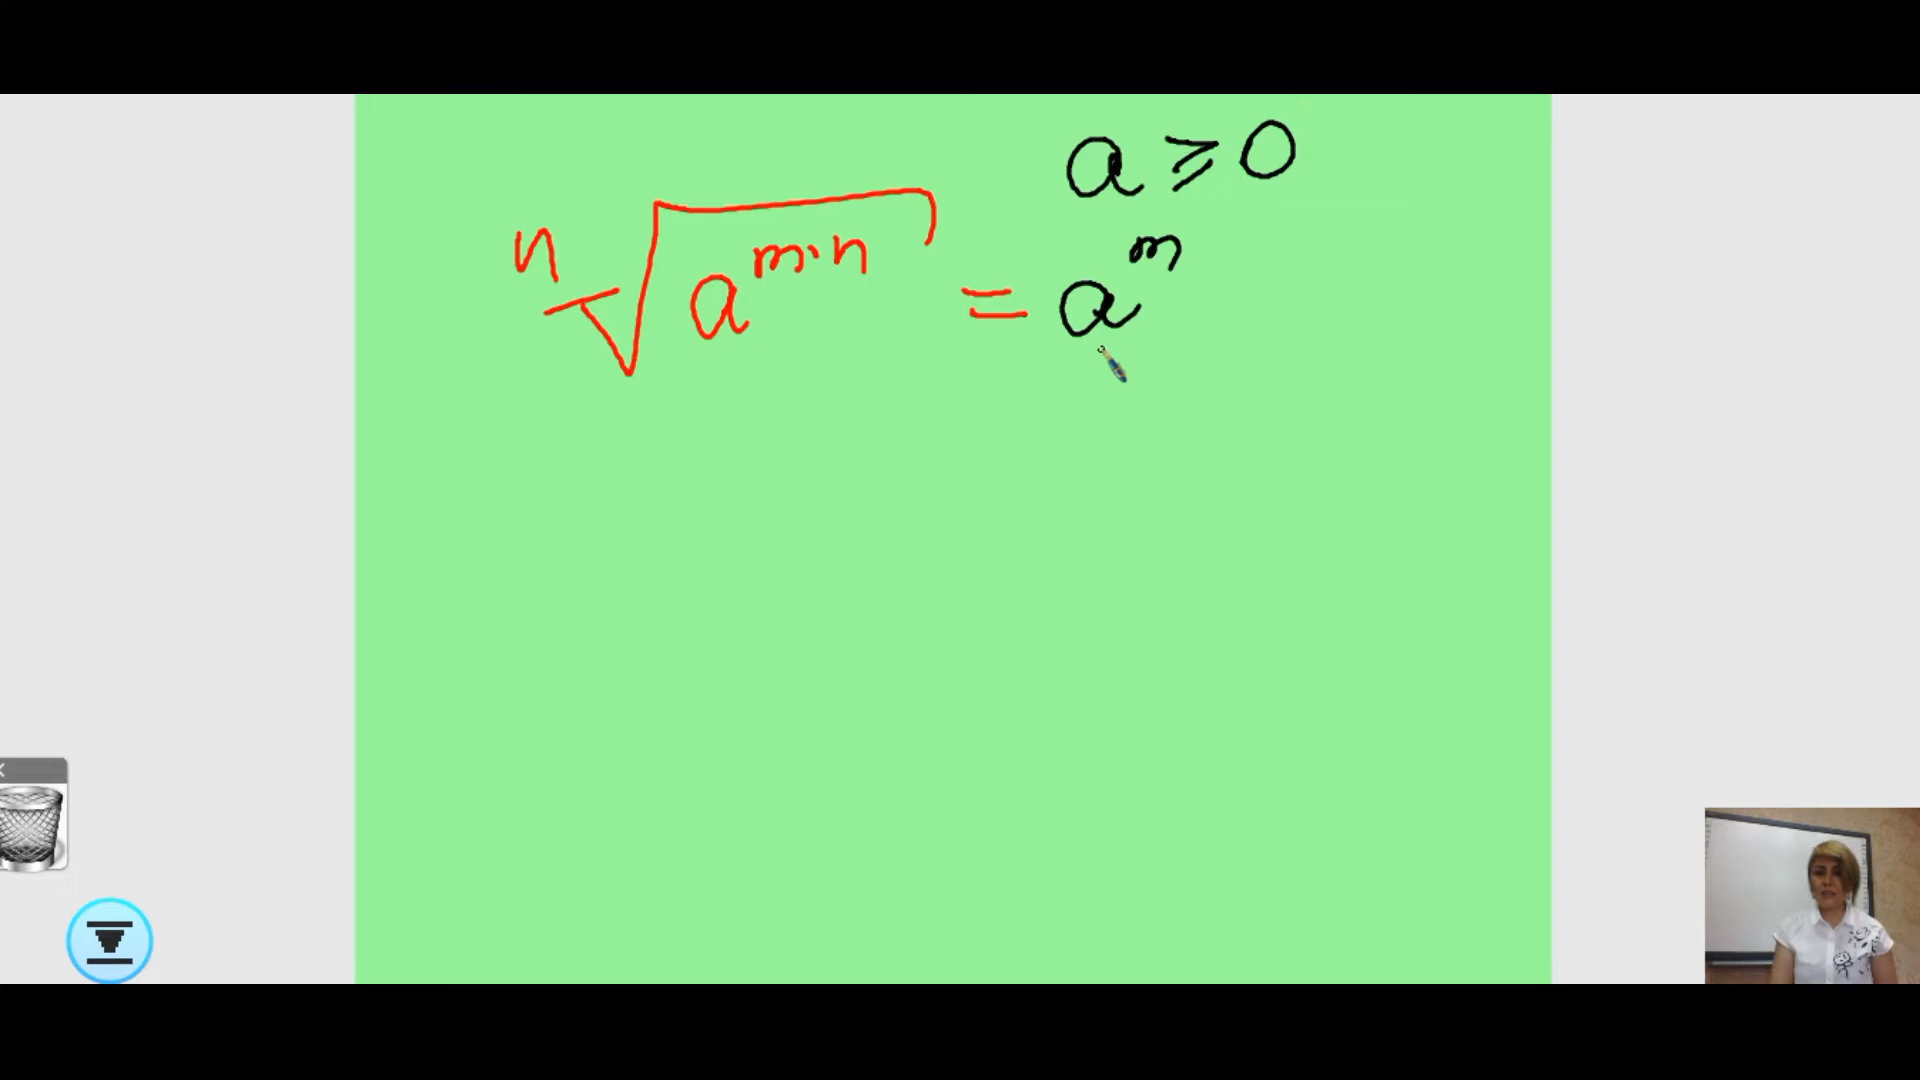 a ⩾ 0
ⁿ√(a^{m·n}) = a^m